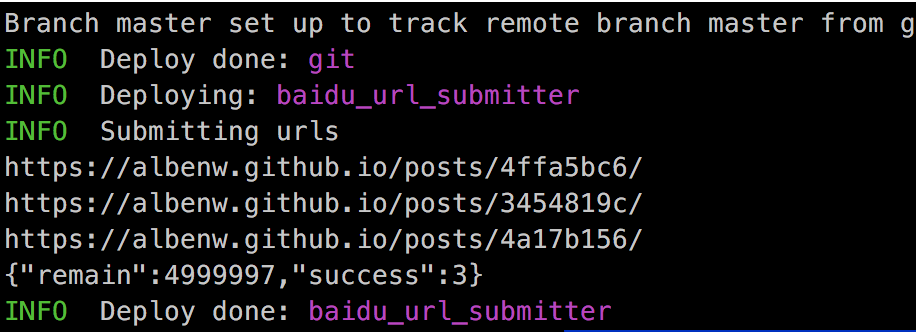 Branch master set up to track remote branch master from g
INFO  Deploy done: git
INFO  Deploying: baidu_url_submitter
INFO  Submitting urls
https://albenw.github.io/posts/4ffa5bc6/
https://albenw.github.io/posts/3454819c/
https://albenw.github.io/posts/4a17b156/
{"remain":4999997,"success":3}
INFO  Deploy done: baidu_url_submitter